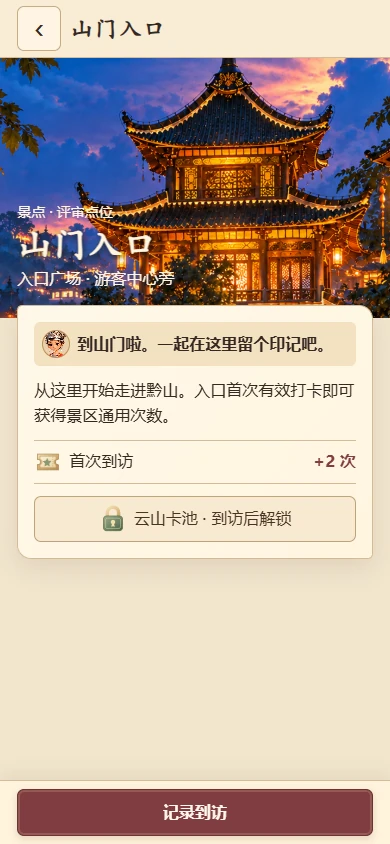 山门入口
景点 · 评审点位
山门入口
入口广场 · 游客中心旁
到山门啦。一起在这里留个印记吧。
从这里开始走进黔山。入口首次有效打卡即可
获得景区通用次数。
首次到访
+2 次
云山卡池 · 到访后解锁
记录到访